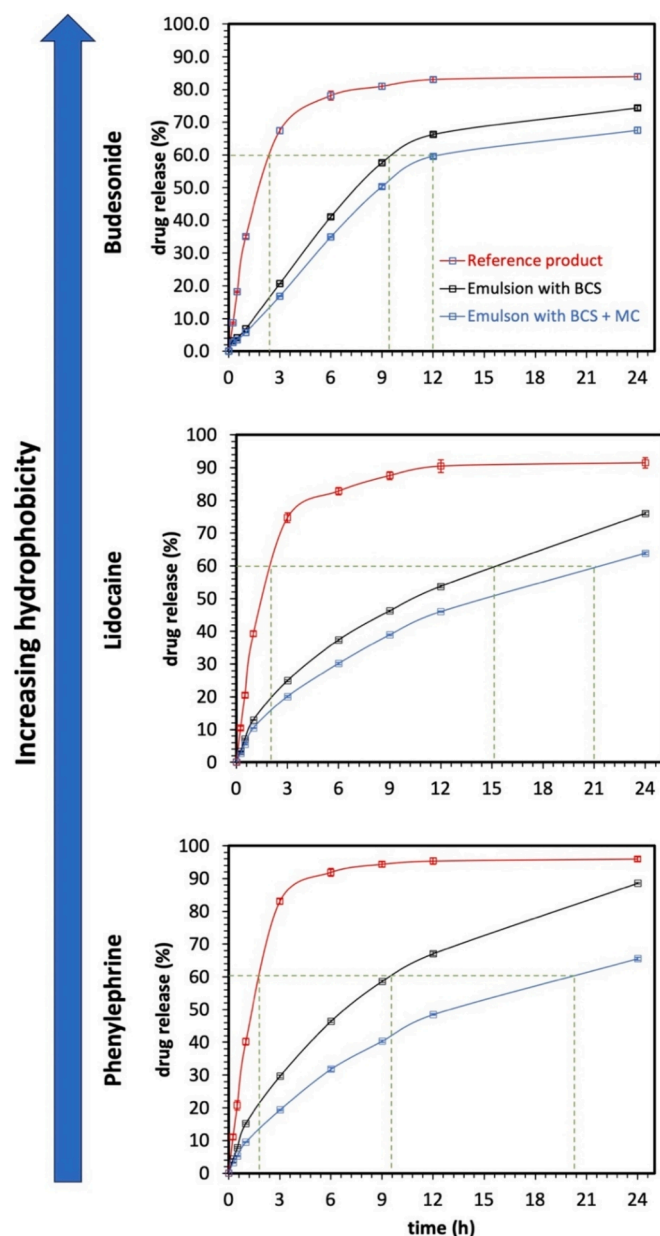 Increasing hydrophobicity
Budesonide
drug release (%)
100.0
90.0
80.0
70.0
60.0
50.0
40.0
30.0
20.0
10.0
0.0
Reference product
Emulsion with BCS
Emulson with BCS + MC
0 3 6 9 12 15 18 21 24
Lidocaine
drug release (%)
100
90
80
70
60
50
40
30
20
10
0
0 3 6 9 12 15 18 21 24
Phenylephrine
drug release (%)
100
90
80
70
60
50
40
30
20
10
0
0 3 6 9 12 15 18 21 24
time (h)